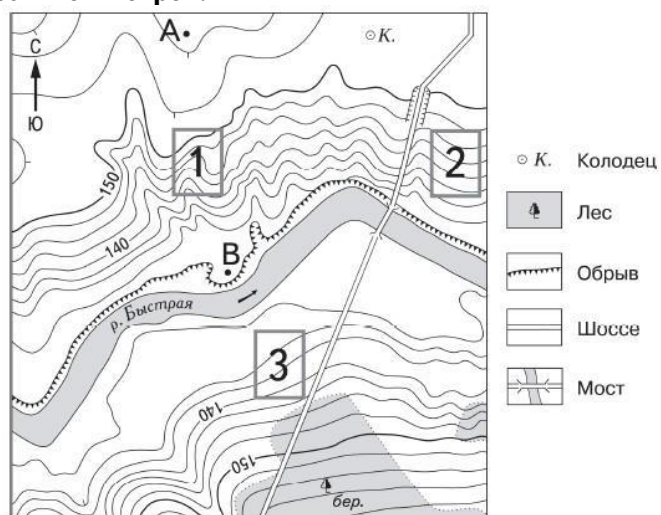 А
К.
С
Ю
1
2
150
140
В
р. Быстрая
3
140
150
бер.
К. Колодец
Лес
Обрыв
Шоссе
Мост